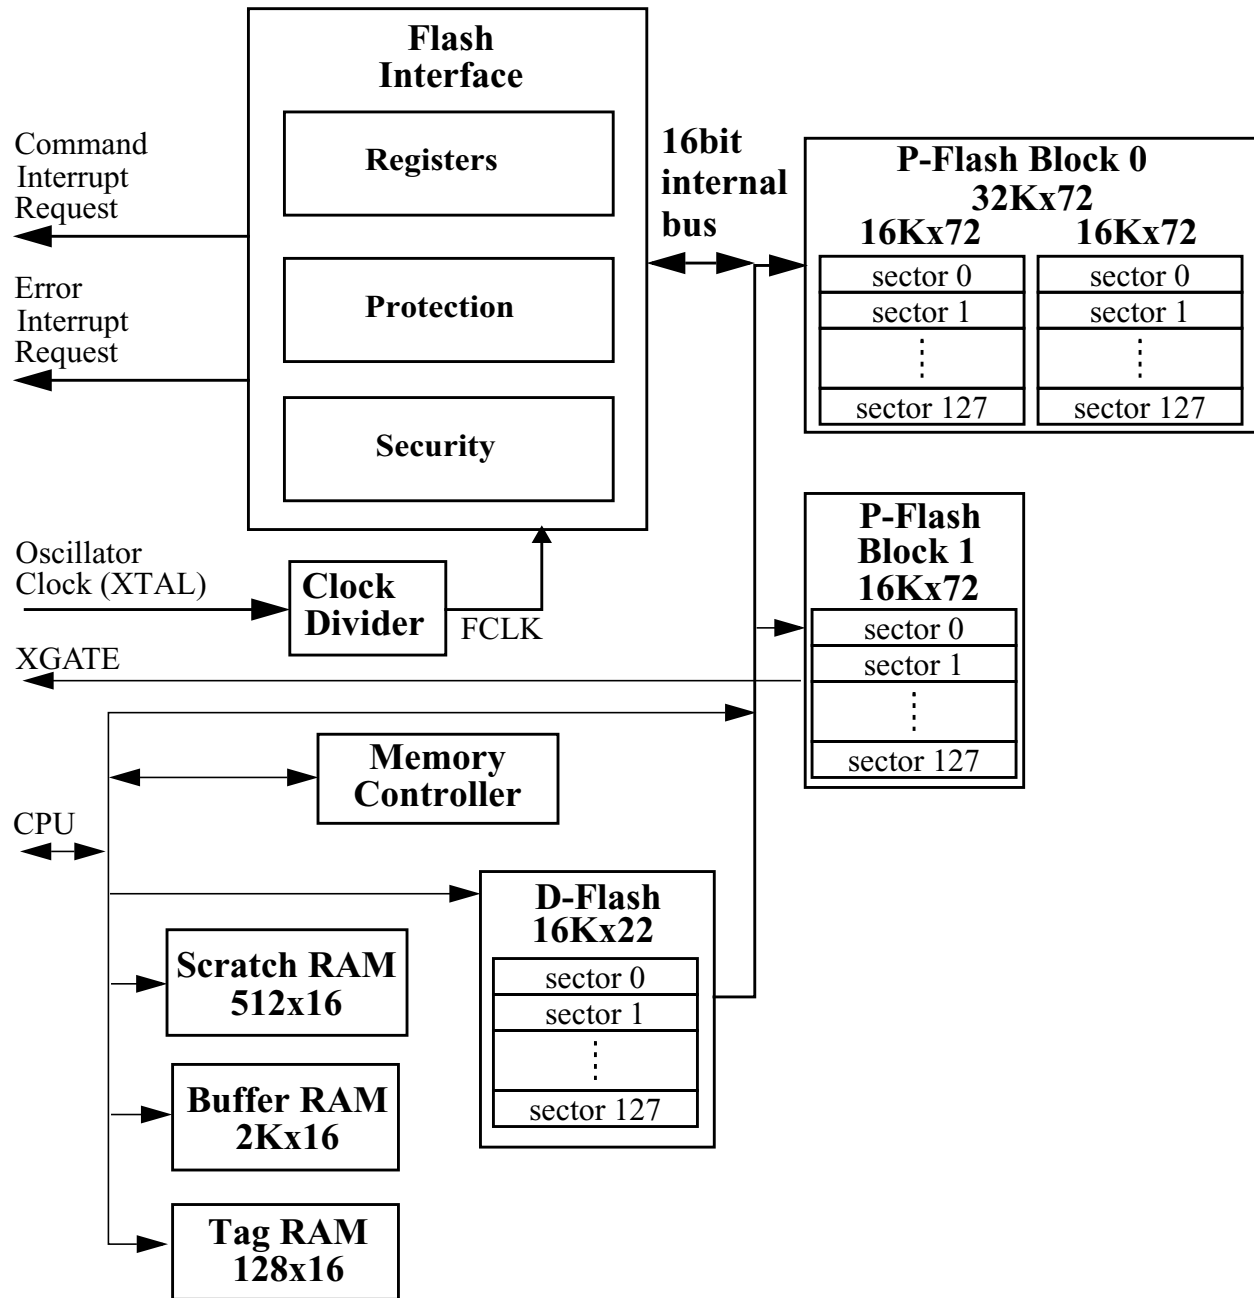 Flash
Interface
Registers
Protection
Security
Command
Interrupt
Request
Error
Interrupt
Request
16bit
internal
bus
P-Flash Block 0
32Kx72
16Kx72 16Kx72
sector 0 sector 0
sector 1 sector 1
sector 127 sector 127
P-Flash
Block 1
16Kx72
sector 0
sector 1
sector 127
Oscillator
Clock (XTAL)
Clock
Divider
FCLK
XGATE
Memory
Controller
CPU
D-Flash
16Kx22
sector 0
sector 1
sector 127
Scratch RAM
512x16
Buffer RAM
2Kx16
Tag RAM
128x16